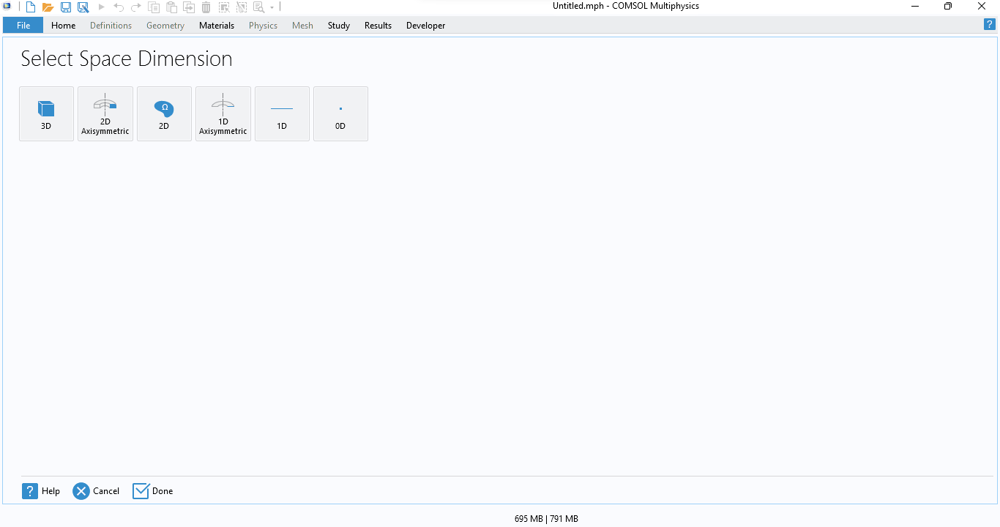 Untitled.mph - COMSOL Multiphysics
File Home Definitions Geometry Materials Physics Mesh Study Results Developer ?
Select Space Dimension
3D
2D
Axisymmetric
Ω
2D
1D
Axisymmetric
1D
0D
? Help Cancel Done
695 MB | 791 MB